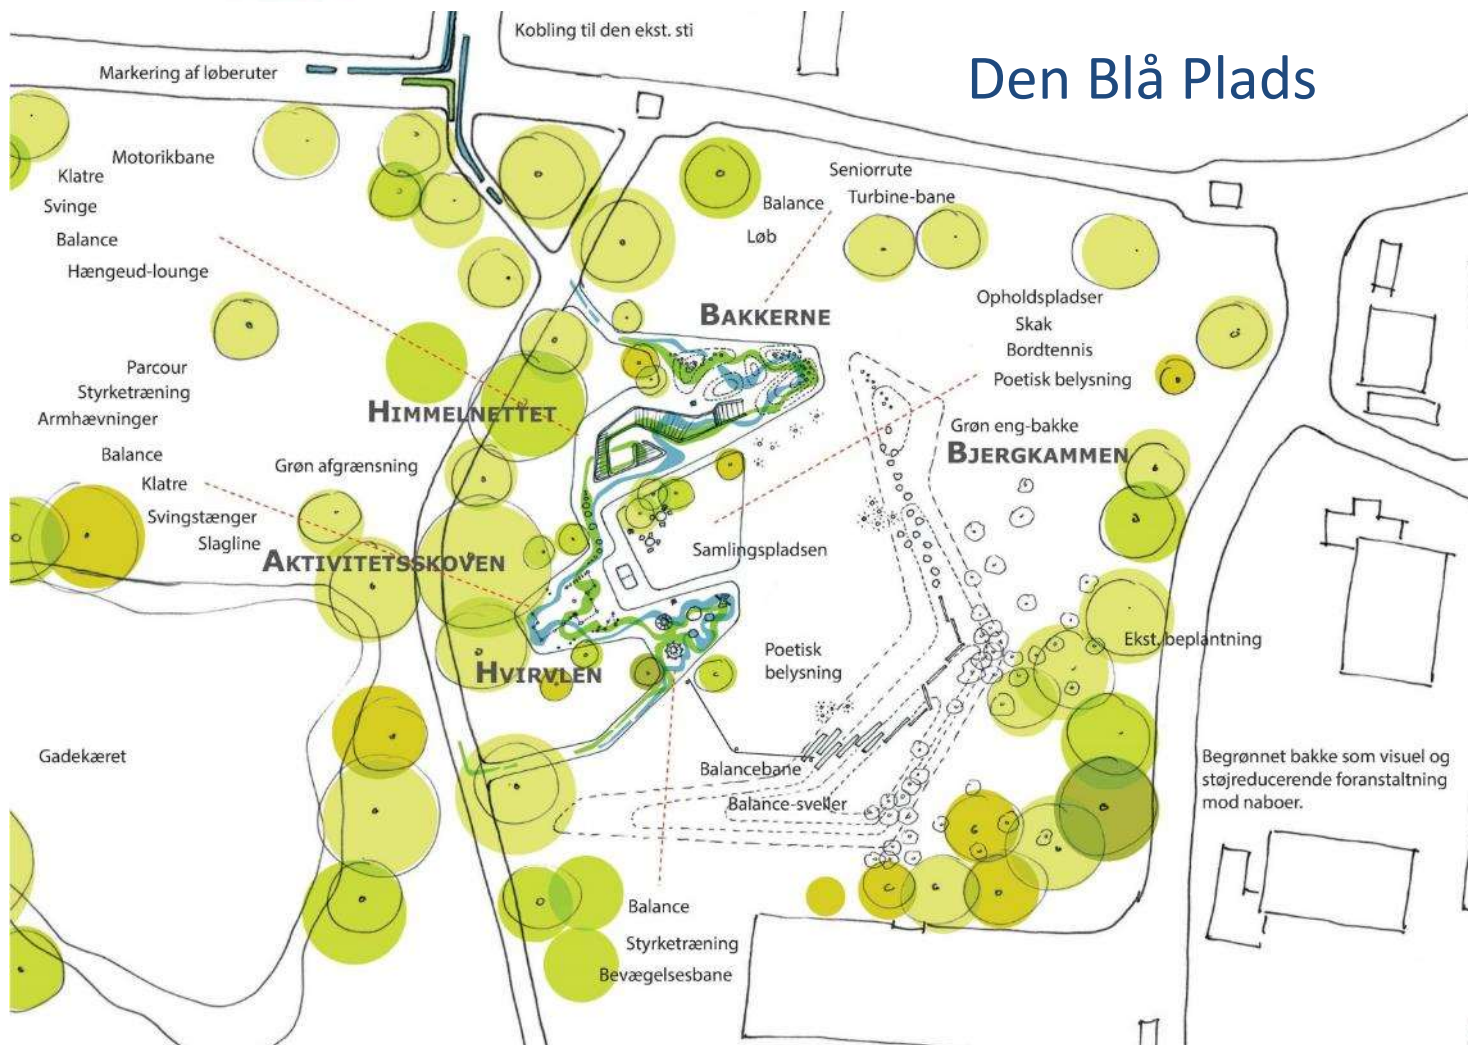 Den Blå Plads
Kobling til den ekst. sti
Markering af løberuter
Motorikbane
Klatre
Svinge
Balance
Hængeud-lounge
Seniorrute
Turbine-bane
Balance
Løb
Opholdspladser
Skak
Bordtennis
Poetisk belysning
BAKKERNE
Parcour
Styrketræning
Armhævninger
Balance
Klatre
Svingstænger
Slagline
HIMMELNETTET
Grøn afgrænsning
Grøn eng-bakke
BJERGKAMMEN
AKTIVITETSSKOVEN
Samlingspladsen
Ekst. beplantning
HVIRVLEN
Poetisk
belysning
Gadekæret
Balancebane
Balance-sveller
Begrønnet bakke som visuel og
støjreducerende foranstaltning
mod naboer.
Balance
Styrketræning
Bevægelsesbane